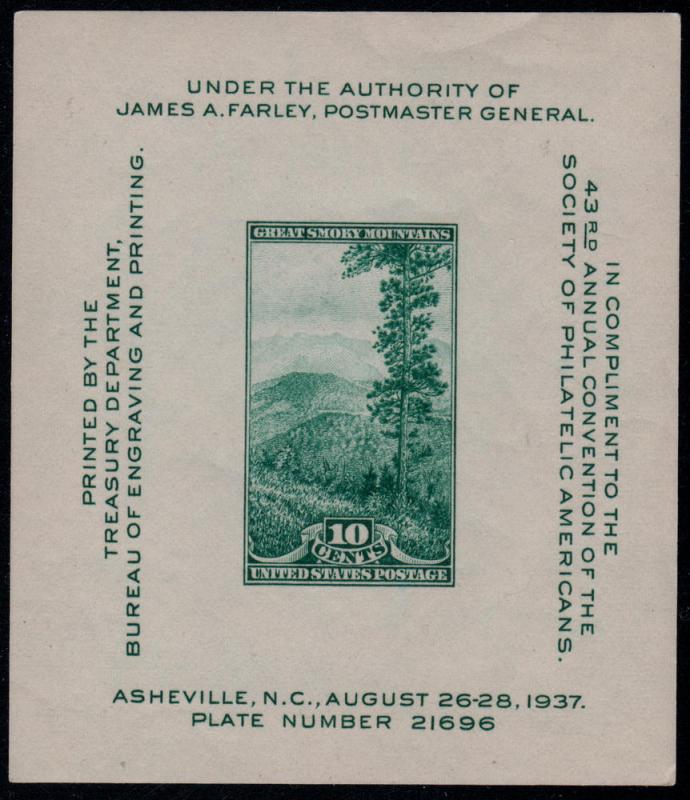 UNDER THE AUTHORITY OF
JAMES A. FARLEY, POSTMASTER GENERAL.
PRINTED BY THE
TREASURY DEPARTMENT,
BUREAU OF ENGRAVING AND PRINTING.
GREAT SMOKY MOUNTAINS
10
CENTS
UNITED STATES POSTAGE
IN COMPLIMENT TO THE
43RD ANNUAL CONVENTION OF THE
SOCIETY OF PHILATELIC AMERICANS.
ASHEVILLE, N.C., AUGUST 26-28, 1937.
PLATE NUMBER 21696